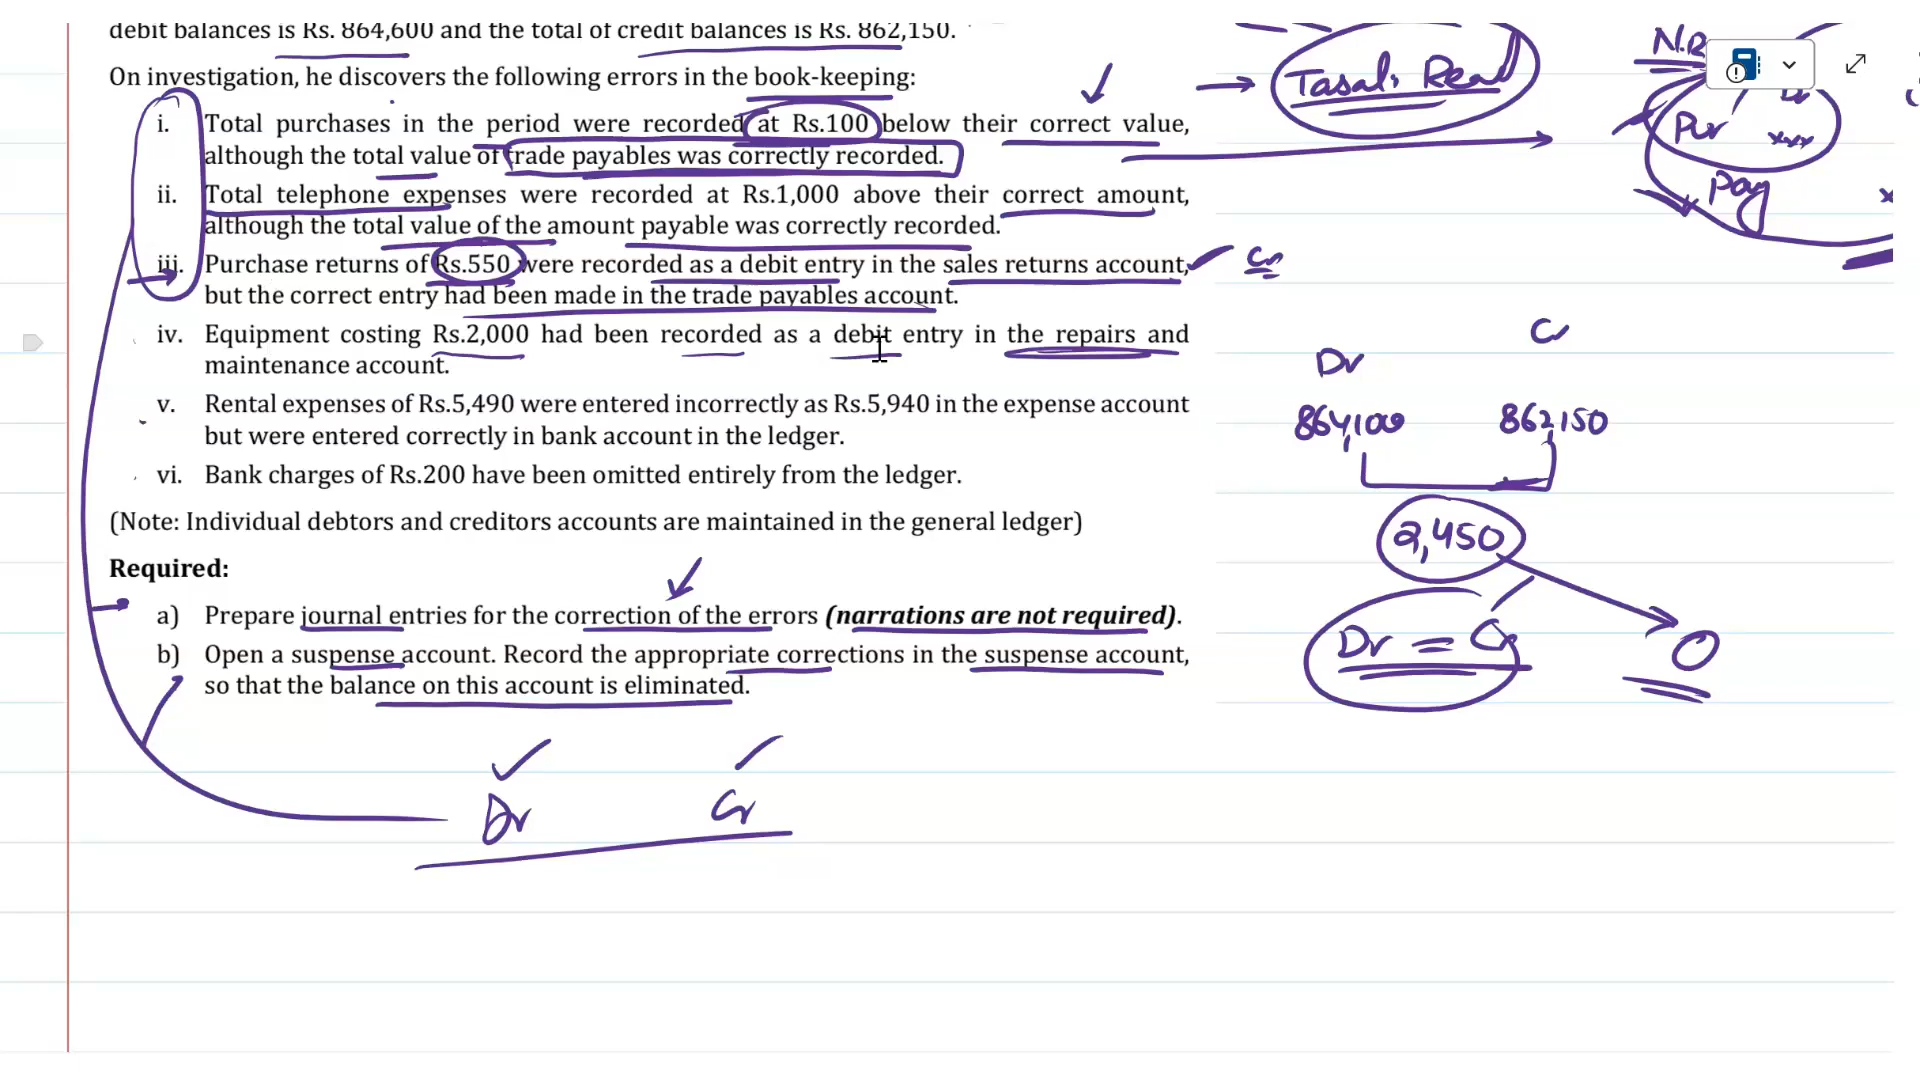 debit balances is Rs. 864,600 and the total of credit balances is Rs. 862,150.
On investigation, he discovers the following errors in the book-keeping:
i. Total purchases in the period were recorded at Rs.100 below their correct value,
although the total value of trade payables was correctly recorded.
ii. Total telephone expenses were recorded at Rs.1,000 above their correct amount,
although the total value of the amount payable was correctly recorded.
iii. Purchase returns of Rs.550 were recorded as a debit entry in the sales returns account,
but the correct entry had been made in the trade payables account.
iv. Equipment costing Rs.2,000 had been recorded as a debit entry in the repairs and
maintenance account.
v. Rental expenses of Rs.5,490 were entered incorrectly as Rs.5,940 in the expense account
but were entered correctly in bank account in the ledger.
vi. Bank charges of Rs.200 have been omitted entirely from the ledger.
(Note: Individual debtors and creditors accounts are maintained in the general ledger)
Required:
a) Prepare journal entries for the correction of the errors (narrations are not required).
b) Open a suspense account. Record the appropriate corrections in the suspense account,
so that the balance on this account is eliminated.
Dr Cr
Tasali Read
Pur xxx
Pay
Cr
Dr Cr
864,100 862,150
2,450
Dr = Cr
0